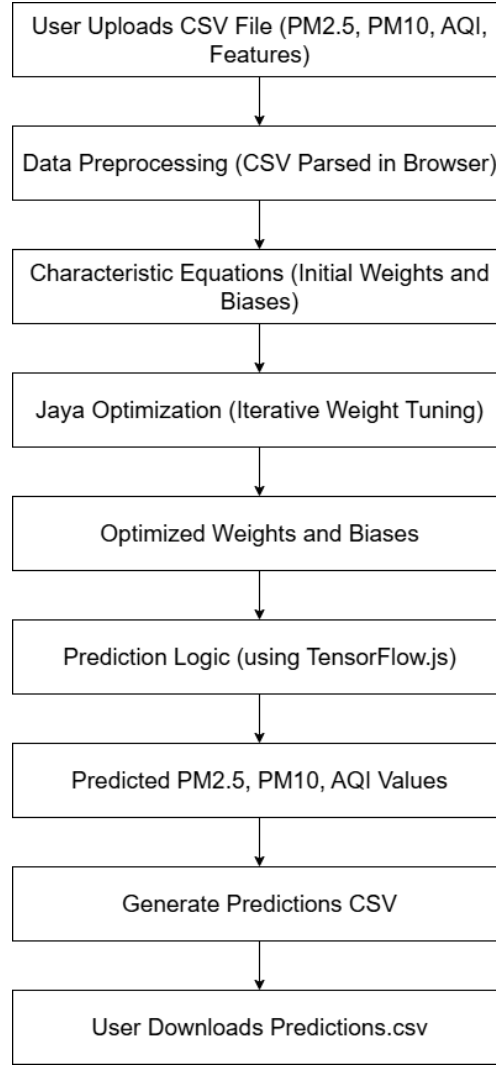 User Uploads CSV File (PM2.5, PM10, AQI,
Features)
Data Preprocessing (CSV Parsed in Browser)
Characteristic Equations (Initial Weights and
Biases)
Jaya Optimization (Iterative Weight Tuning)
Optimized Weights and Biases
Prediction Logic (using TensorFlow.js)
Predicted PM2.5, PM10, AQI Values
Generate Predictions CSV
User Downloads Predictions.csv